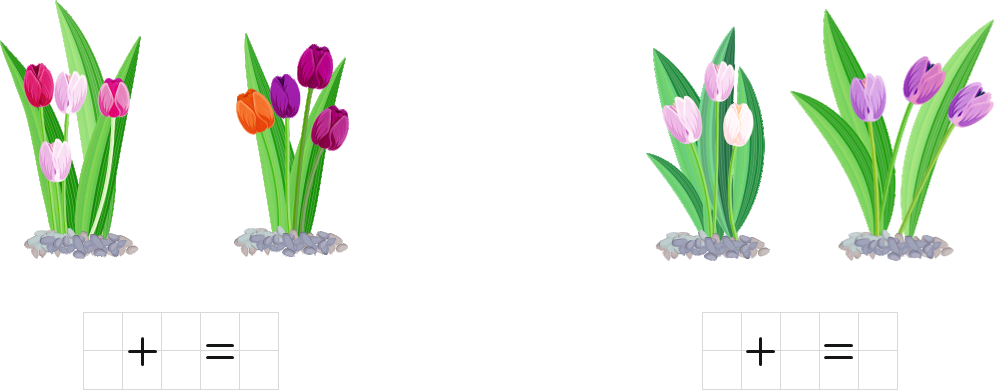 + = + =